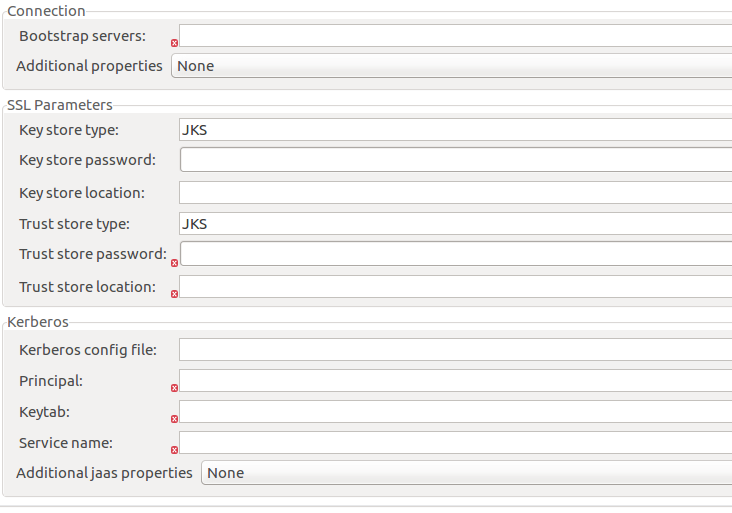 Connection
Bootstrap servers:
Additional properties None
SSL Parameters
Key store type: JKS
Key store password:
Key store location:
Trust store type: JKS
Trust store password:
Trust store location:
Kerberos
Kerberos config file:
Principal:
Keytab:
Service name:
Additional jaas properties None